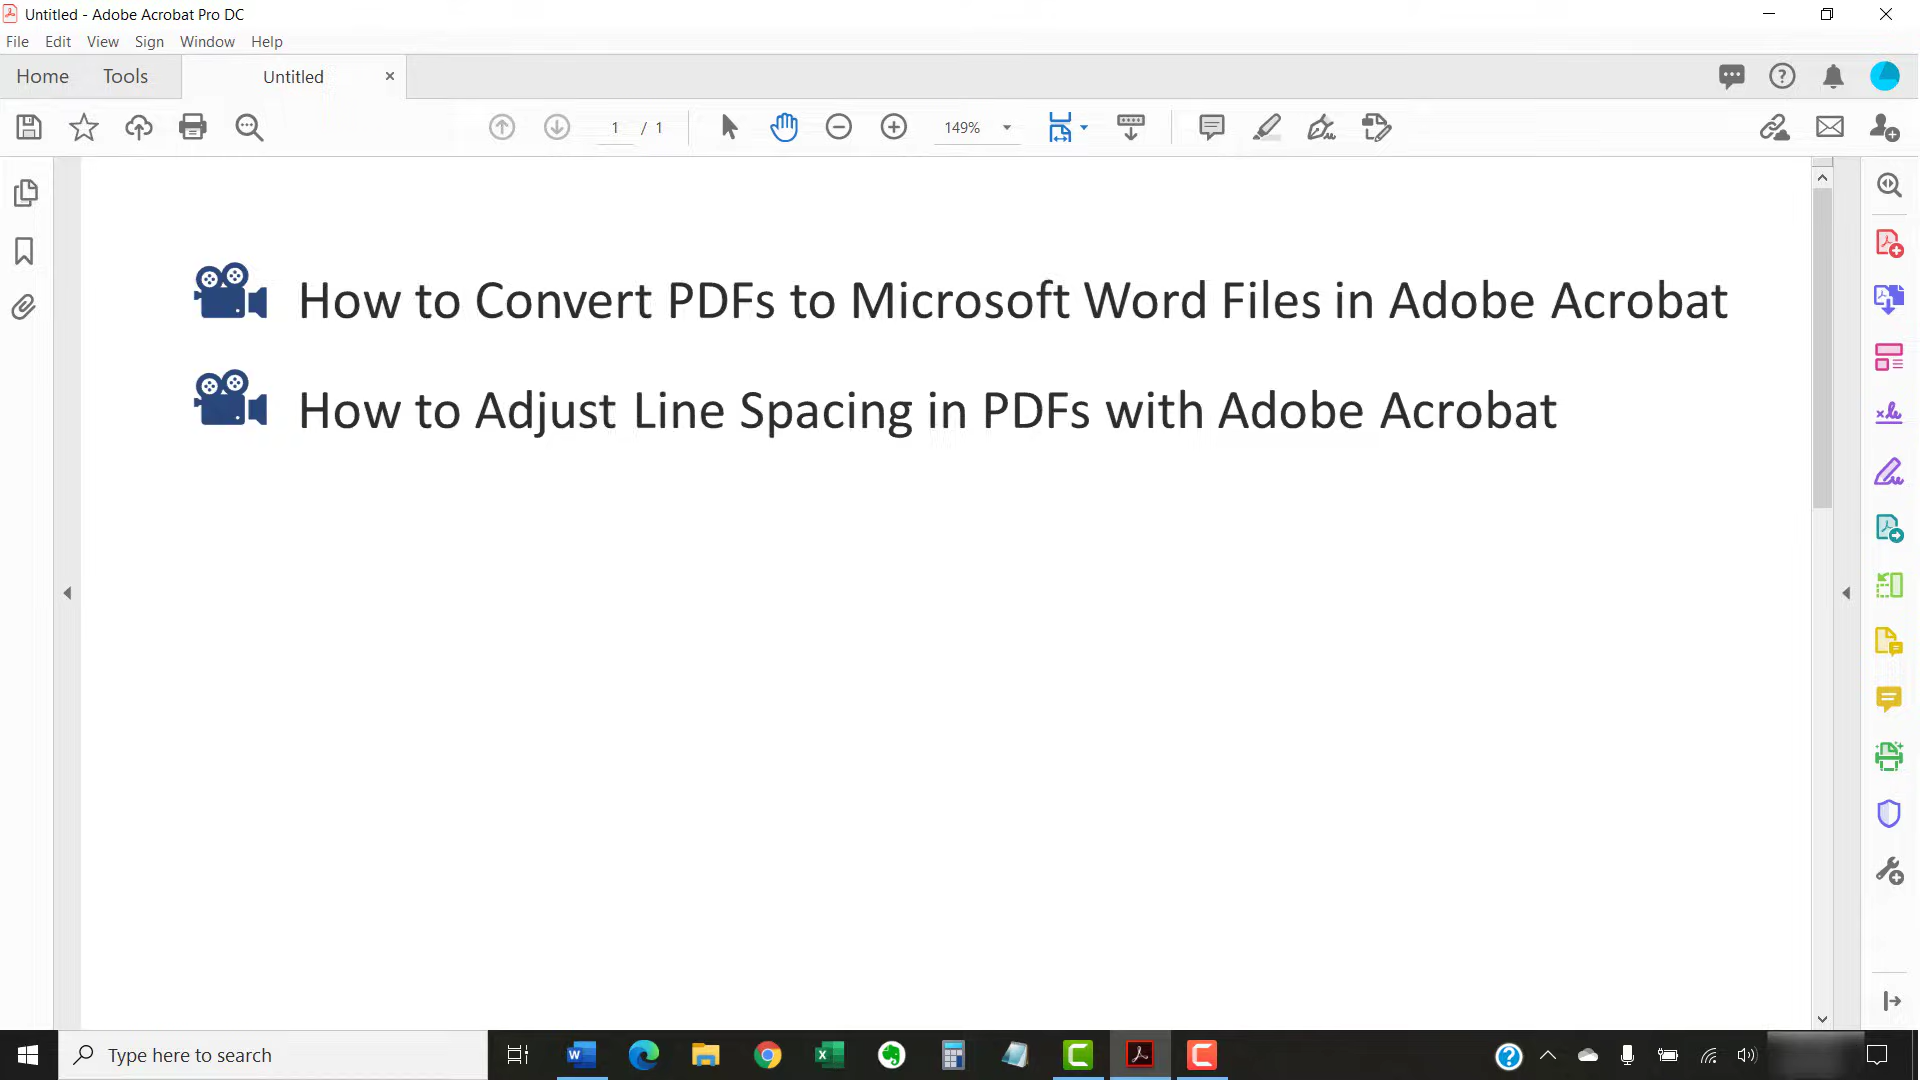 Untitled - Adobe Acrobat Pro DC
File Edit View Sign Window Help
Home Tools Untitled
1 / 1 149%
How to Convert PDFs to Microsoft Word Files in Adobe Acrobat
How to Adjust Line Spacing in PDFs with Adobe Acrobat
Type here to search